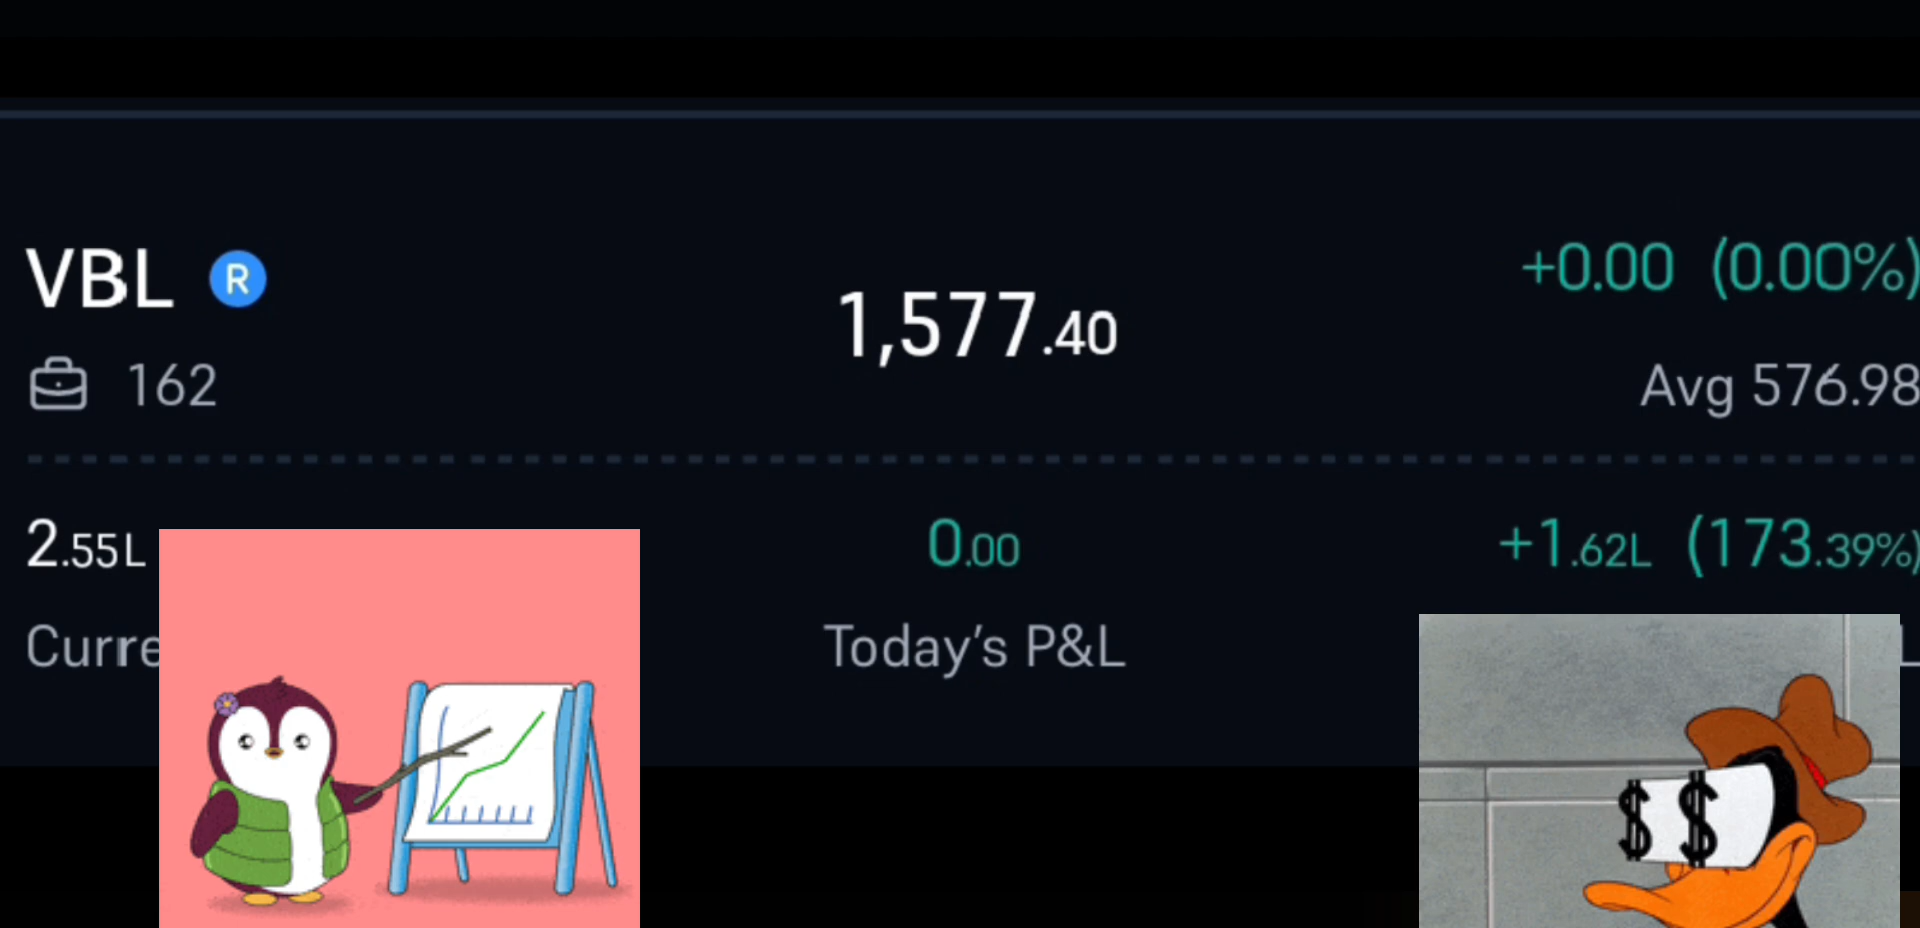 VBL R
+0.00 (0.00%)
1,577.40
162
Avg 576.98
2.55L
0.00
+1.62L (173.39%)
Curre
Today's P&L
L
$ $